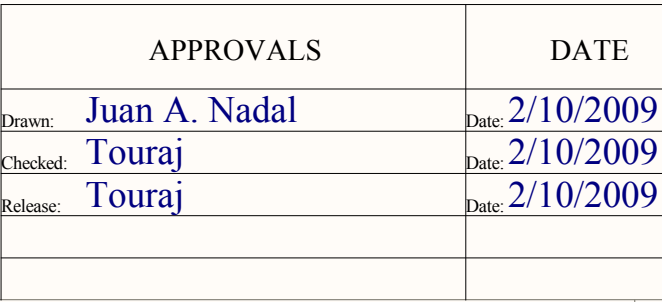 APPROVALS DATE
Drawn: Juan A. Nadal Date: 2/10/2009
Checked: Touraj Date: 2/10/2009
Release: Touraj Date: 2/10/2009